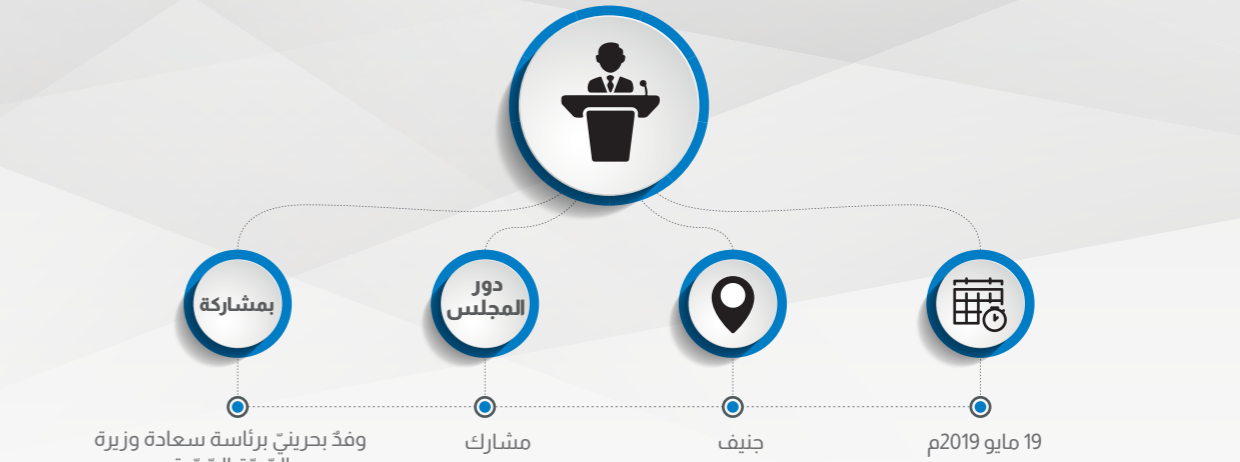 دور
المجلس
بمشاركة
19 مايو 2019م
جنيف
مشارك
وفدٌ بحرينيّ برئاسة سعادة وزيرة